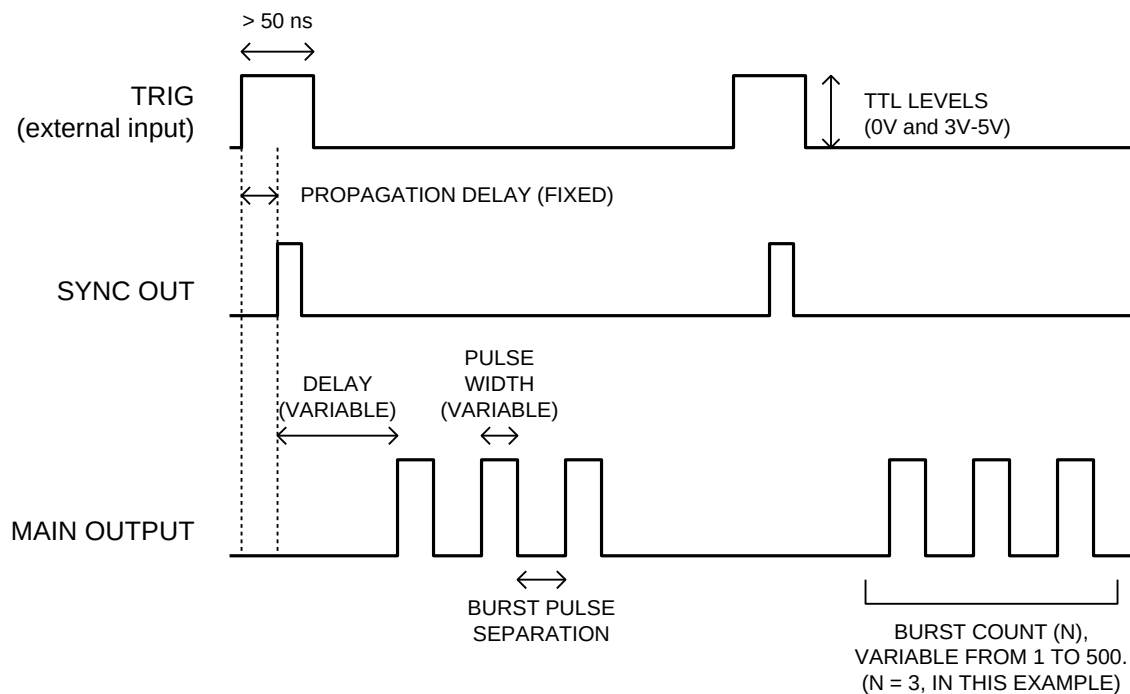 > 50 ns
TRIG
(external input)
TTL LEVELS
(0V and 3V-5V)
PROPAGATION DELAY (FIXED)
SYNC OUT
DELAY
(VARIABLE)
PULSE
WIDTH
(VARIABLE)
MAIN OUTPUT
BURST PULSE
SEPARATION
BURST COUNT (N),
VARIABLE FROM 1 TO 500.
(N = 3, IN THIS EXAMPLE)